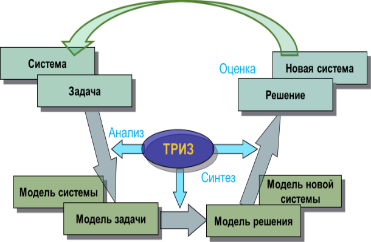 Система
Задача
Оценка
Новая система
Решение
Анализ
ТРИЗ
Синтез
Модель системы
Модель задачи
Модель новой
системы
Модель решения